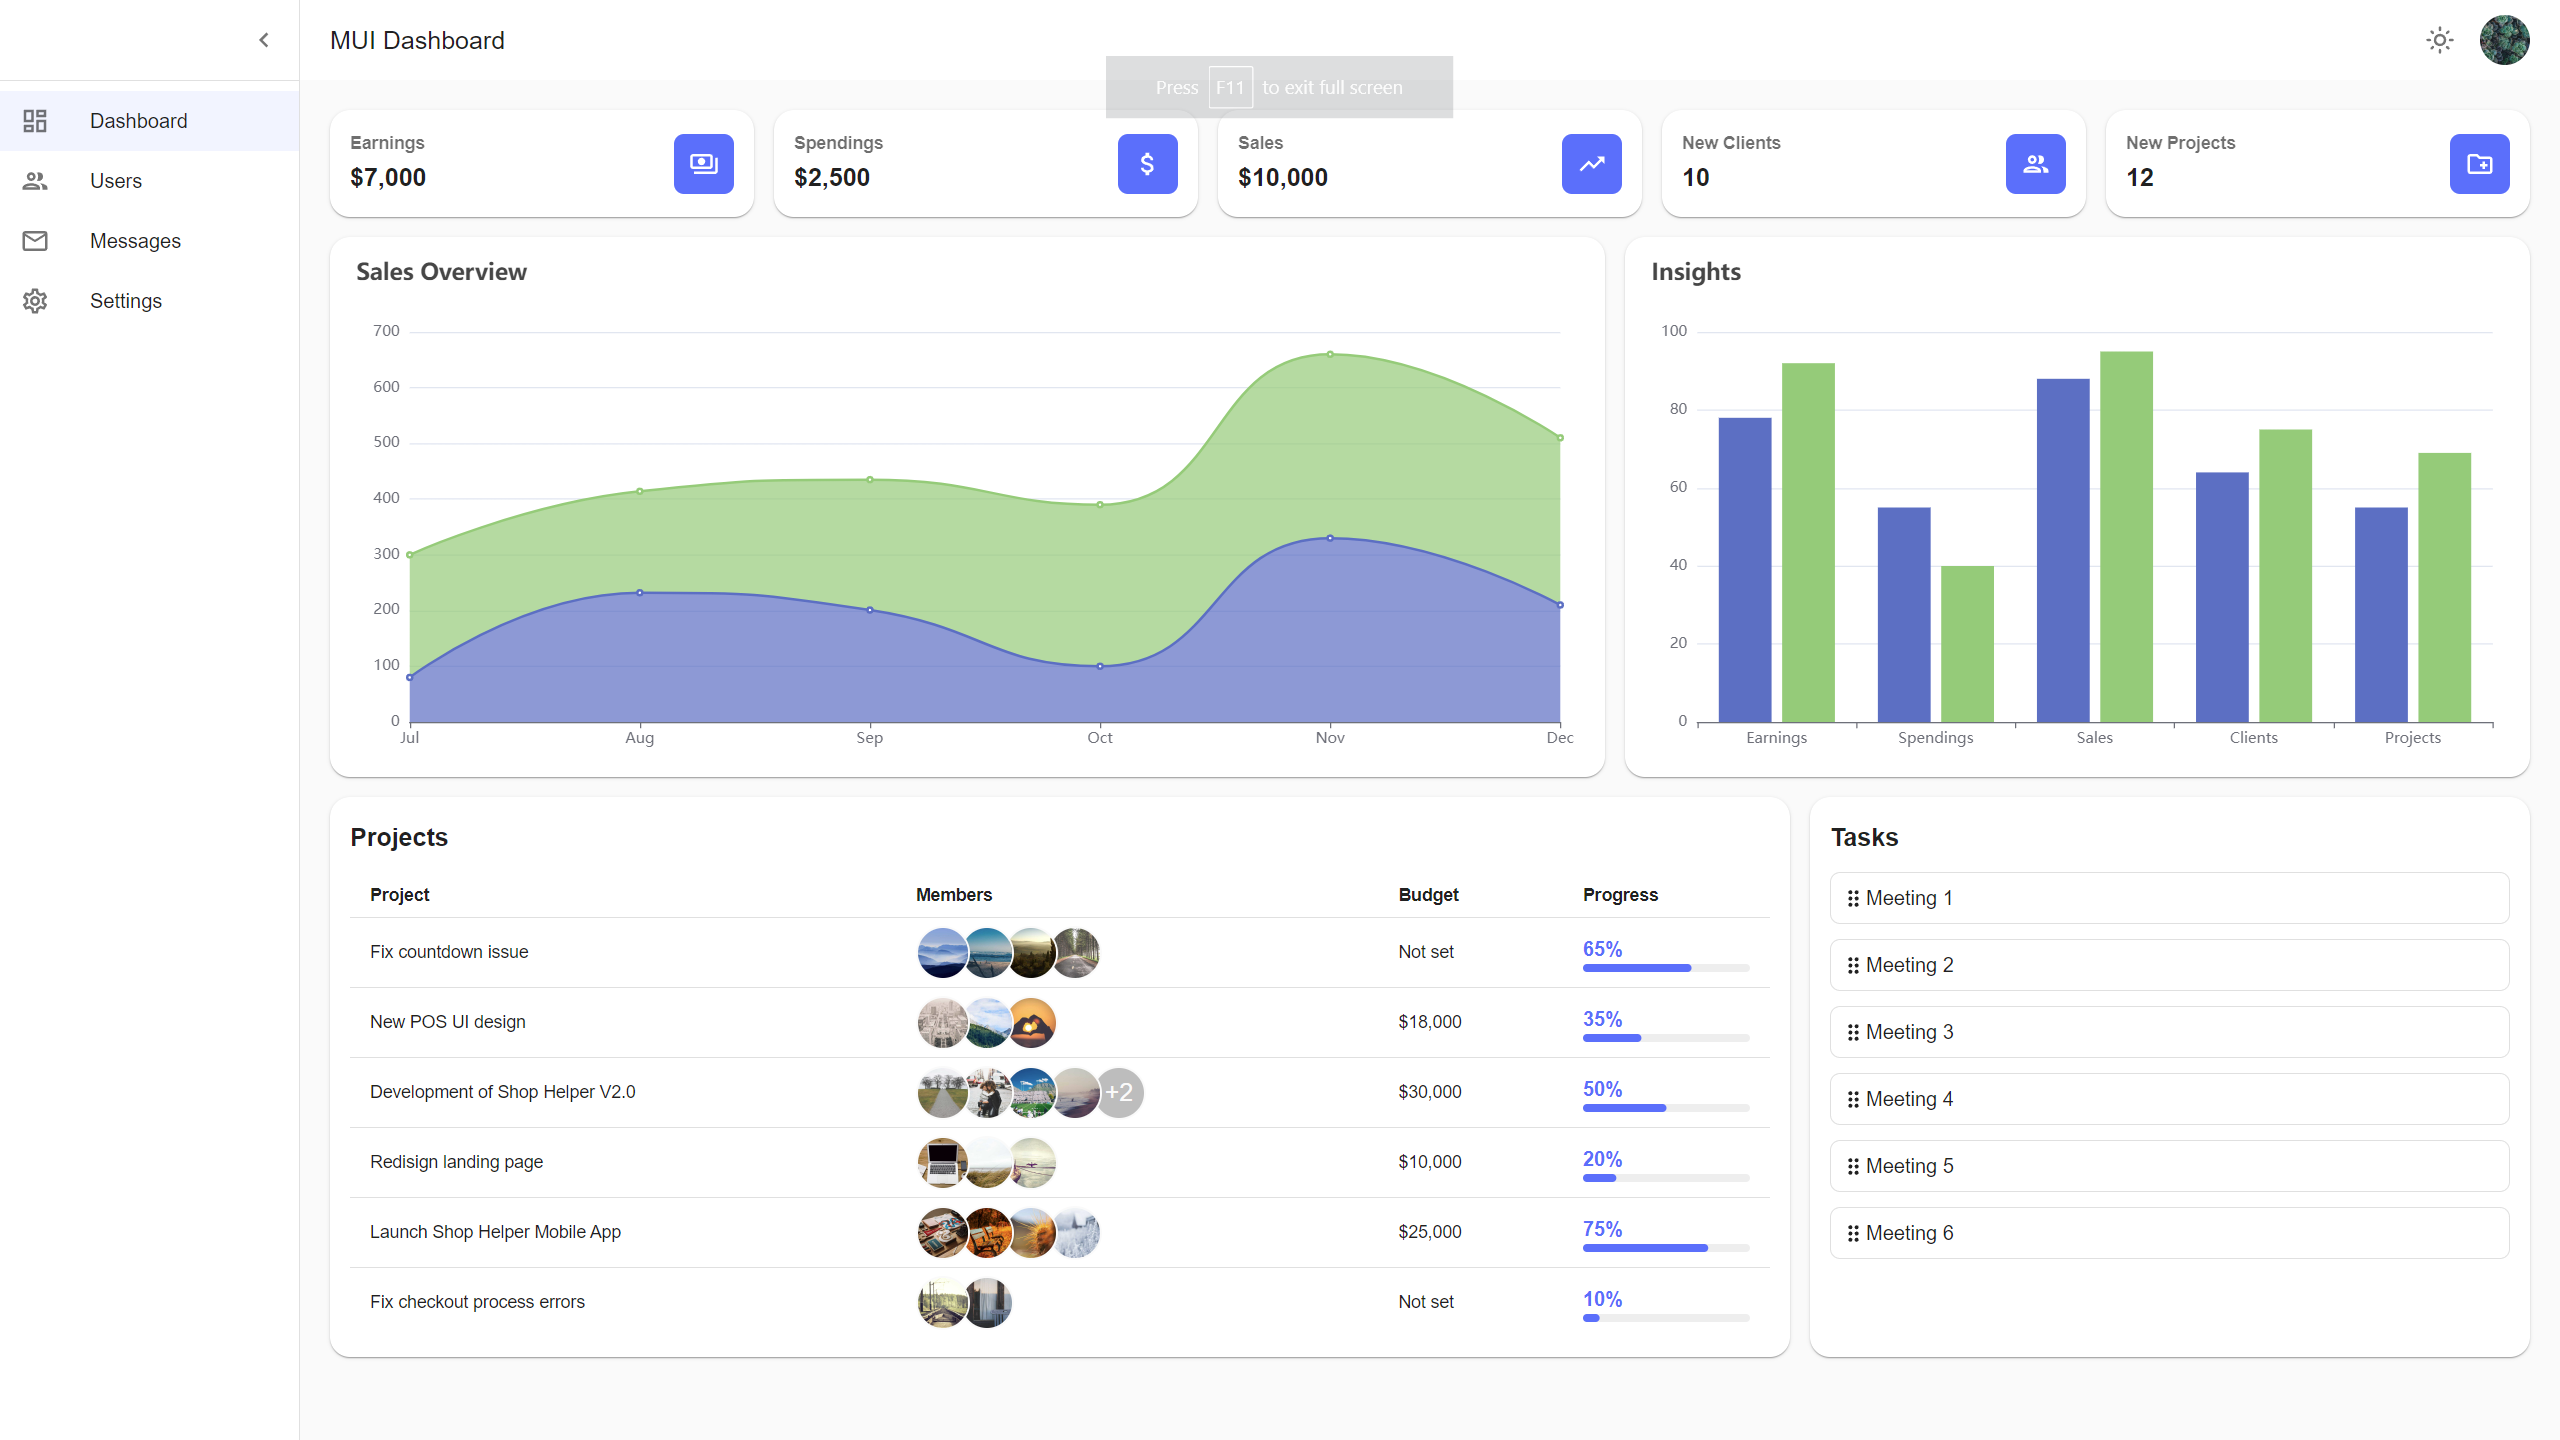 MUI Dashboard
Press F11 to exit full screen
Dashboard
Users
Messages
Settings
Earnings
$7,000
Spendings
$2,500
Sales
$10,000
New Clients
10
New Projects
12
Sales Overview
700
600
500
400
300
200
100
0
Jul Aug Sep Oct Nov Dec
Insights
100
80
60
40
20
0
Earnings Spendings Sales Clients Projects
Projects
Project Members Budget Progress
Fix countdown issue Not set 65%
New POS UI design $18,000 35%
Development of Shop Helper V2.0 +2 $30,000 50%
Redisign landing page $10,000 20%
Launch Shop Helper Mobile App $25,000 75%
Fix checkout process errors Not set 10%
Tasks
Meeting 1
Meeting 2
Meeting 3
Meeting 4
Meeting 5
Meeting 6